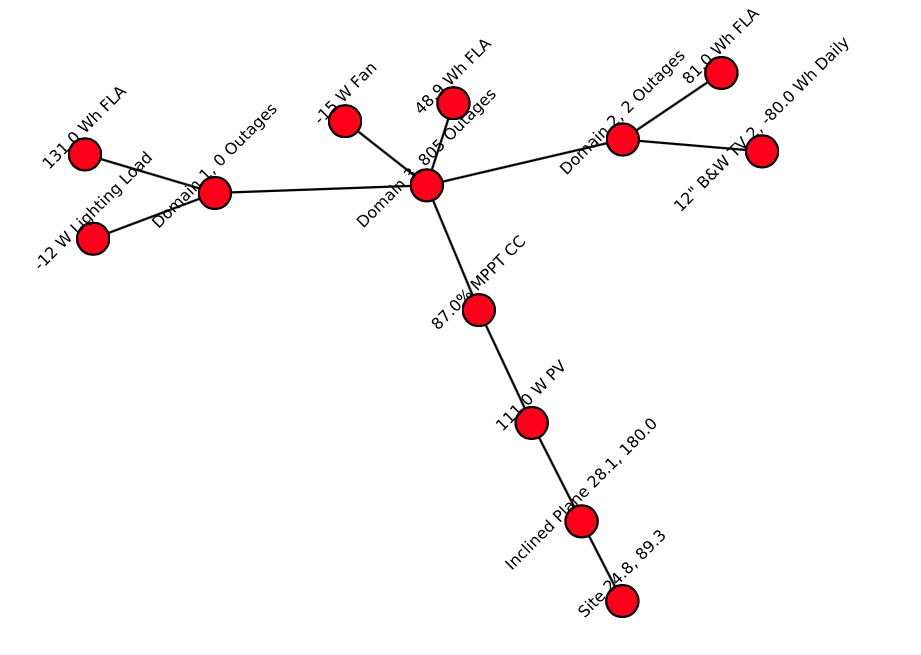 81.0 Wh FLA
48.9 Wh FLA
12" B&W TV 2, -80.0 Wh Daily
-15 W Fan
Domain 2, 2 Outages
131.0 Wh FLA
Domain 3, 805 Outages
Domain 1, 0 Outages
-12 W Lighting Load
87.0% MPPT CC
111.0 W PV
Inclined Plane 28.1, 180.0
Site 24.8, 89.3